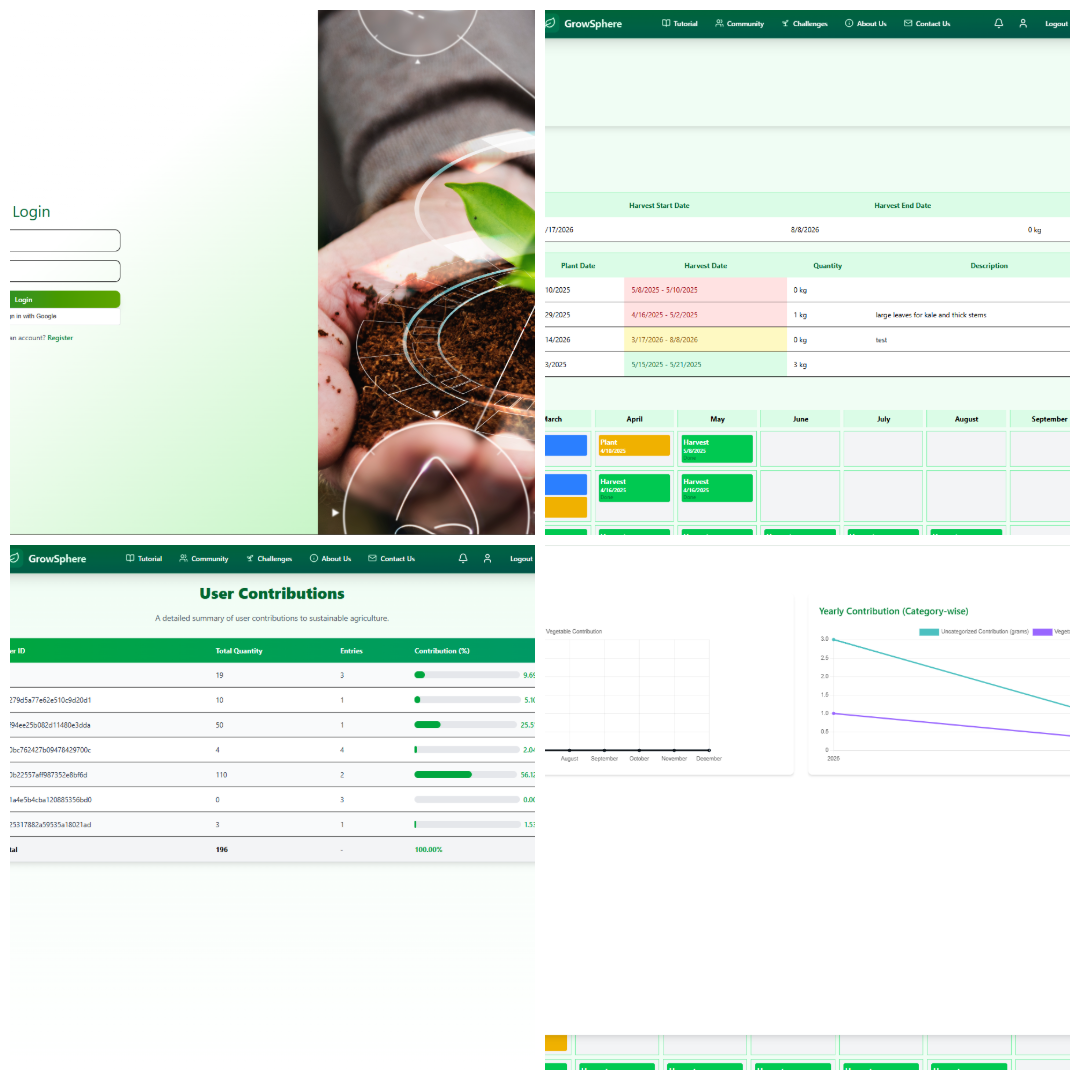 Login
Login
gn in with Google
an account? Register
GrowSphere Tutorial Community Challenges About Us Contact Us Logout
Harvest Start Date Harvest End Date
/17/2026 8/8/2026 0 kg
Plant Date Harvest Date Quantity Description
10/2025 5/8/2025 - 5/10/2025 0 kg
29/2025 4/16/2025 - 5/2/2025 1 kg large leaves for kale and thick stems
14/2026 3/17/2026 - 8/8/2026 0 kg test
3/2025 5/15/2025 - 5/21/2025 3 kg
March April May June July August September
Plant Harvest
4/10/2025 5/8/2025
Done
Harvest Harvest
4/16/2025 4/16/2025
Done Done
GrowSphere Tutorial Community Challenges About Us Contact Us Logout
User Contributions
A detailed summary of user contributions to sustainable agriculture.
er ID Total Quantity Entries Contribution (%)
19 3 9.69
279d5a77e62e510c9d20d1 10 1 5.10
f94ee25b082d11480e3dda 50 1 25.51
0bc762427b09478429700c 4 4 2.04
0b22557aff987352e8bf6d 110 2 56.12
1a4e5b4cba120885356bd0 0 3 0.00
25317882a59535a18021ad 3 1 1.53
tal 196 - 100.00%
Vegetable Contribution
August September October November December
Yearly Contribution (Category-wise)
Uncategorized Contribution (grams) Veget
3.0
2.5
2.0
1.5
1.0
0.5
0
2026